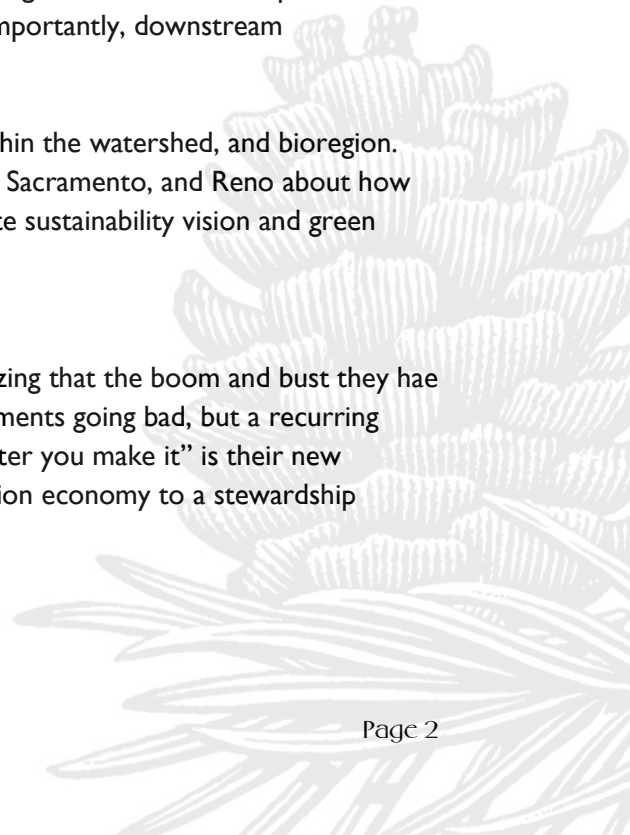 mportantly, downstream
hin the watershed, and bioregion.
Sacramento, and Reno about how
te sustainability vision and green
zing that the boom and bust they hae
ments going bad, but a recurring
ter you make it” is their new
ion economy to a stewardship
Page 2